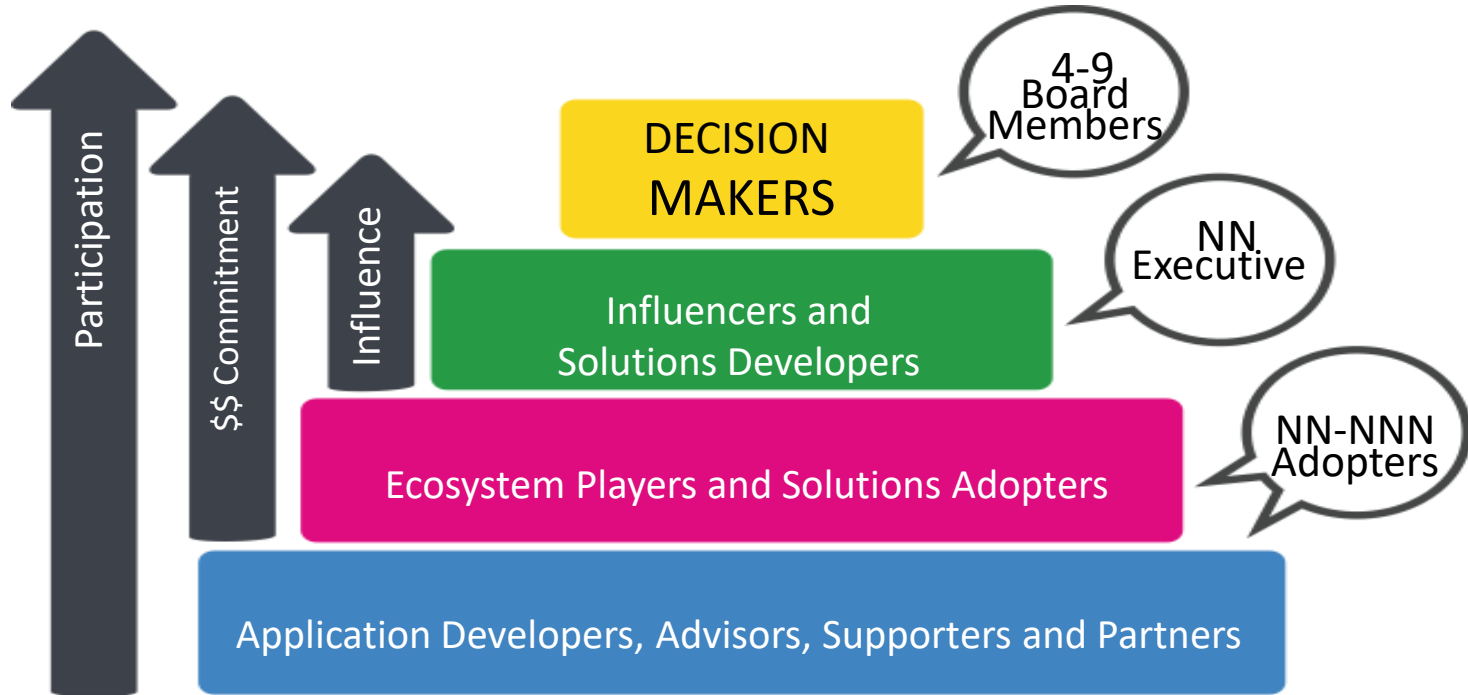 Participation
$$ Commitment
Influence
DECISION
MAKERS
4-9
Board
Members
Influencers and
Solutions Developers
NN
Executive
Ecosystem Players and Solutions Adopters
NN-NNN
Adopters
Application Developers, Advisors, Supporters and Partners